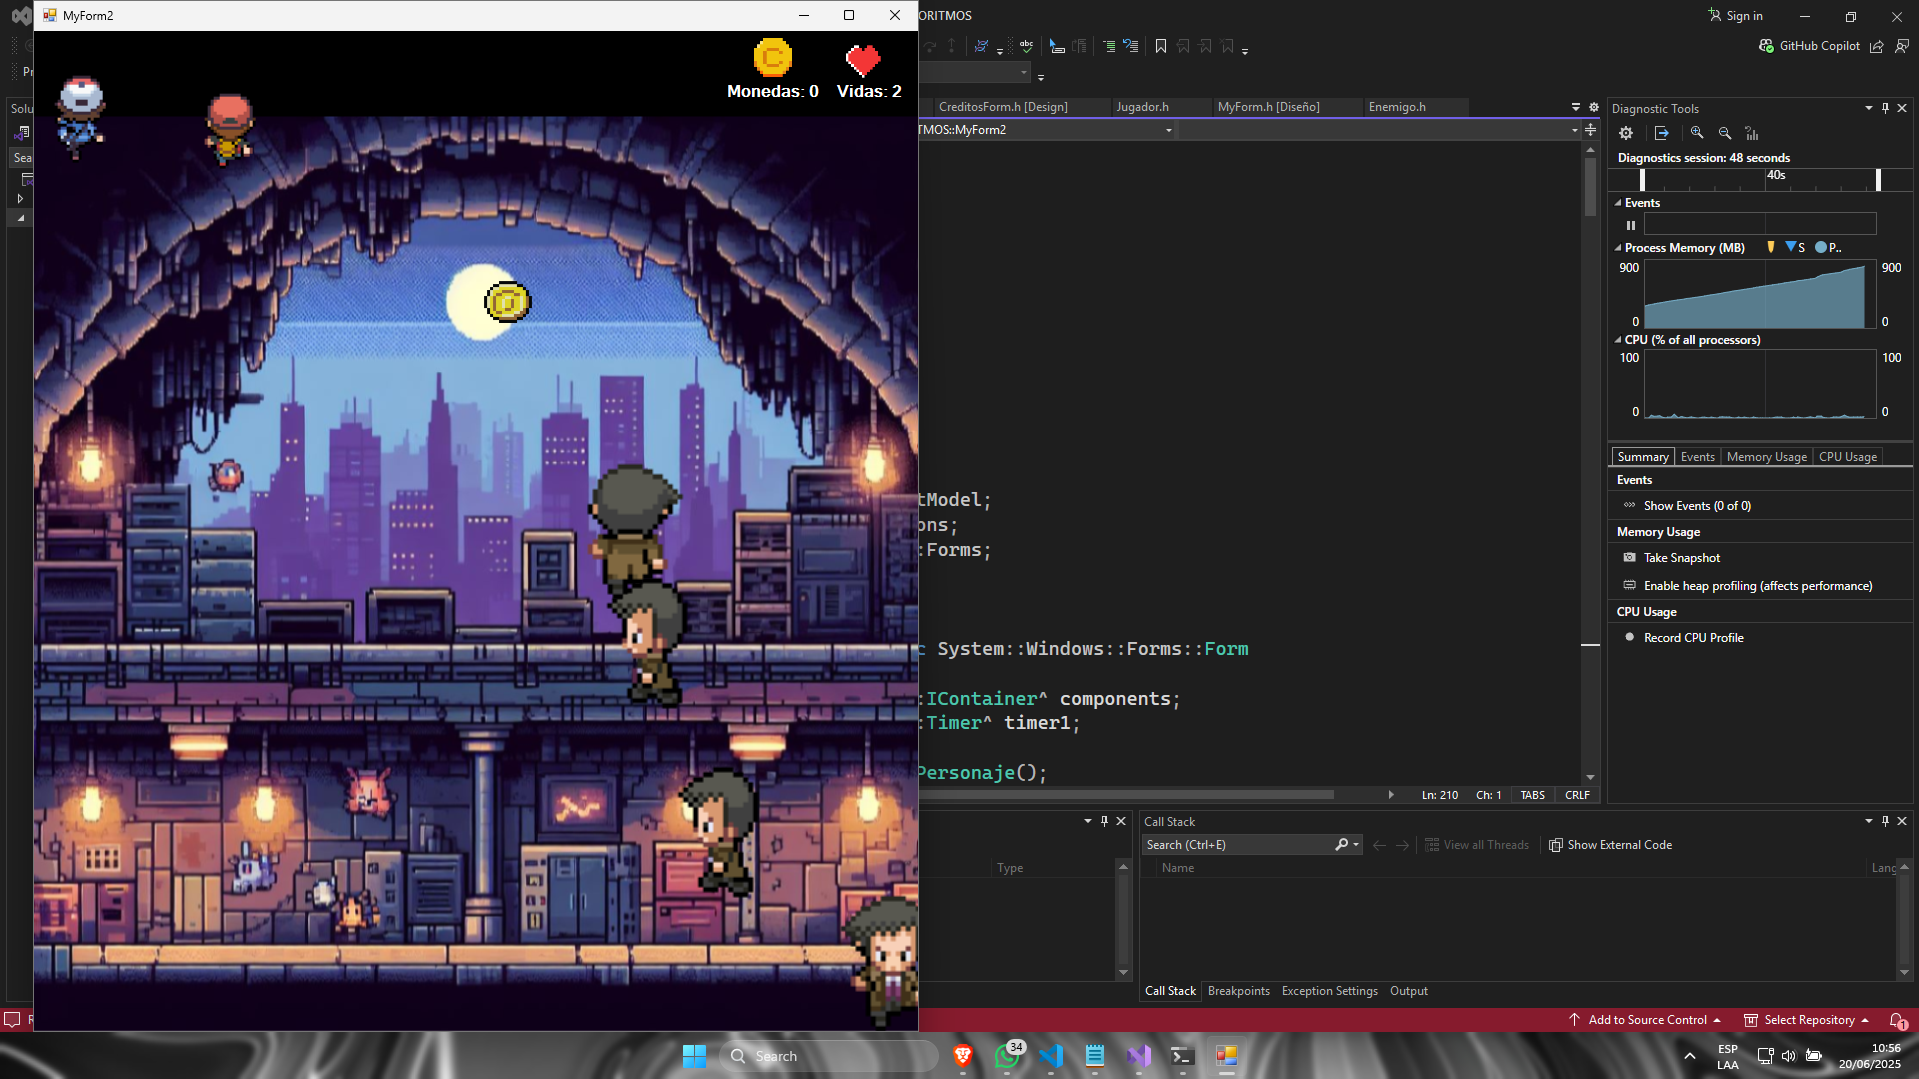 MyForm2
ORITMOS
Sign in
GitHub Copilot
Monedas: 0
Vidas: 2
Solu
Sea
CreditosForm.h [Design]
Jugador.h
MyForm.h [Diseño]
Enemigo.h
TMOS::MyForm2
tModel;
ons;
:Forms;
c System::Windows::Forms::Form
:IContainer^ components;
:Timer^ timer1;
Personaje();
Ln: 210
Ch: 1
TABS
CRLF
Diagnostic Tools
Diagnostics session: 48 seconds
40s
Events
Process Memory (MB)
S
P..
900
900
0
0
CPU (% of all processors)
100
100
0
0
Summary
Events
Memory Usage
CPU Usage
Events
Show Events (0 of 0)
Memory Usage
Take Snapshot
Enable heap profiling (affects performance)
CPU Usage
Record CPU Profile
Type
Call Stack
Search (Ctrl+E)
View all Threads
Show External Code
Name
Lang
Call Stack
Breakpoints
Exception Settings
Output
Add to Source Control
Select Repository
1
Search
34
ESP
LAA
10:56
20/06/2025